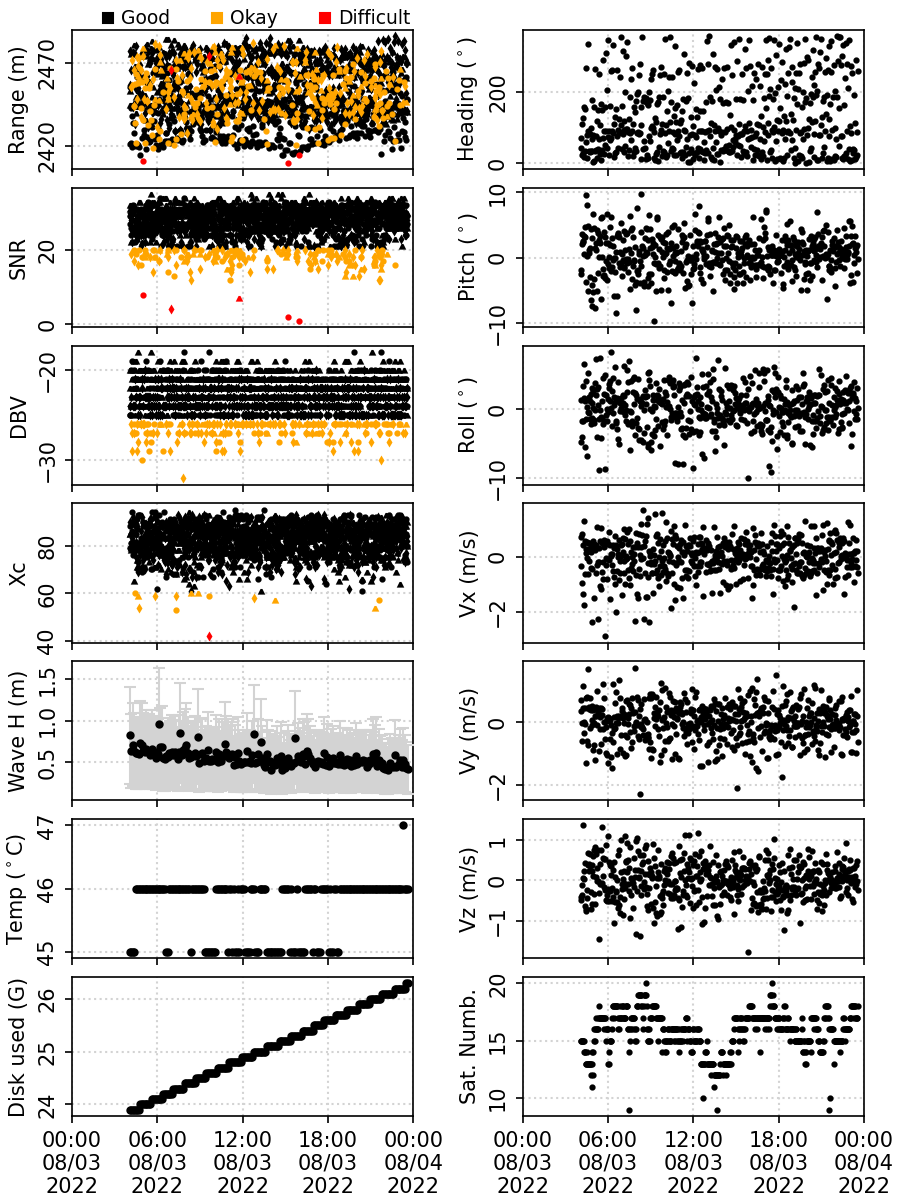 Good Okay Difficult
Range (m)
2470
2420
Heading (°)
200
0
SNR
20
0
Pitch (°)
10
0
−10
DBV
−20
−30
Roll (°)
0
−10
Xc
80
60
40
Vx (m/s)
0
−2
Wave H (m)
1.5
1.0
0.5
Vy (m/s)
0
−2
Temp (°C)
47
46
45
Vz (m/s)
1
0
−1
Disk used (G)
26
25
24
Sat. Numb.
20
15
10
00:00 06:00 12:00 18:00 00:00
08/03 08/03 08/03 08/03 08/04
2022 2022 2022 2022 2022
00:00 06:00 12:00 18:00 00:00
08/03 08/03 08/03 08/03 08/04
2022 2022 2022 2022 2022